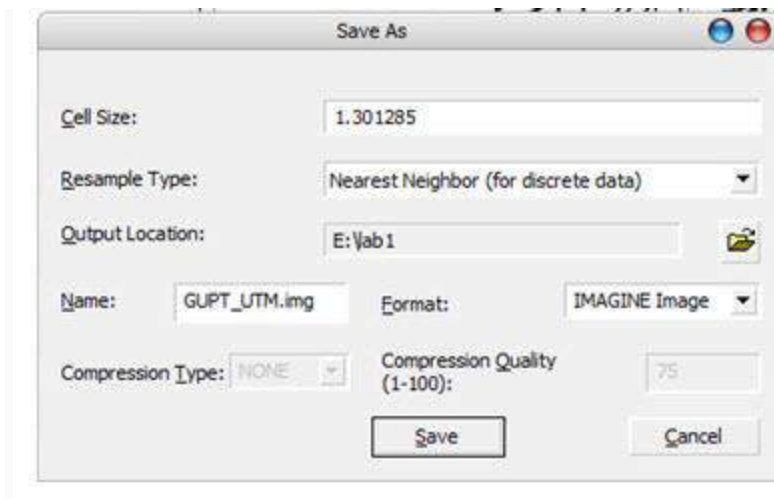 Save As
Cell Size: 1.301285
Resample Type: Nearest Neighbor (for discrete data)
Output Location: E:\lab1
Name: GUPT_UTM.img Format: IMAGINE Image
Compression Type: NONE Compression Quality
(1-100): 75
Save Cancel